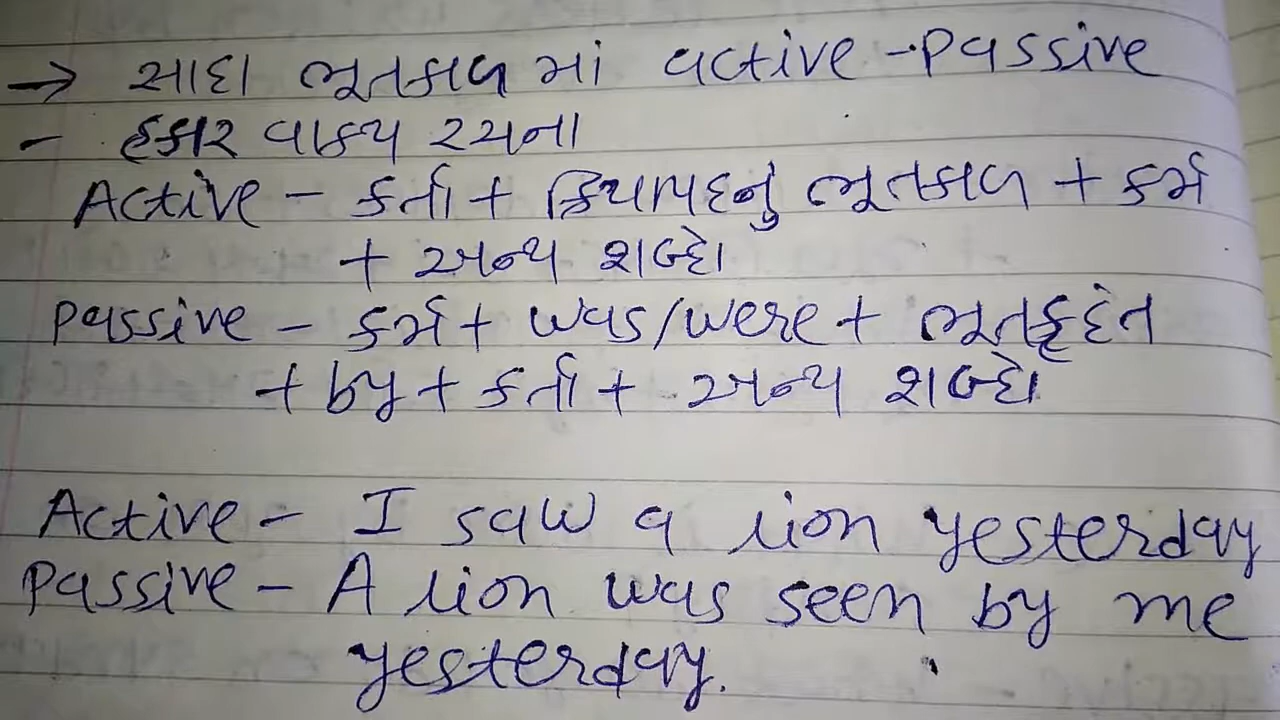 → સાદા ભૂતકાળ માં active - Passive
- હકાર વાક્ય રચના
Active - કર્તા + ક્રિયાપદનું ભૂતકાળ + કર્મ
+ અન્ય શબ્દો
Passive - કર્મ + was/were + ભૂતકૃદંત
+ by + કર્તા + અન્ય શબ્દો
Active - I saw a lion yesterday
Passive - A lion was seen by me
yesterday.